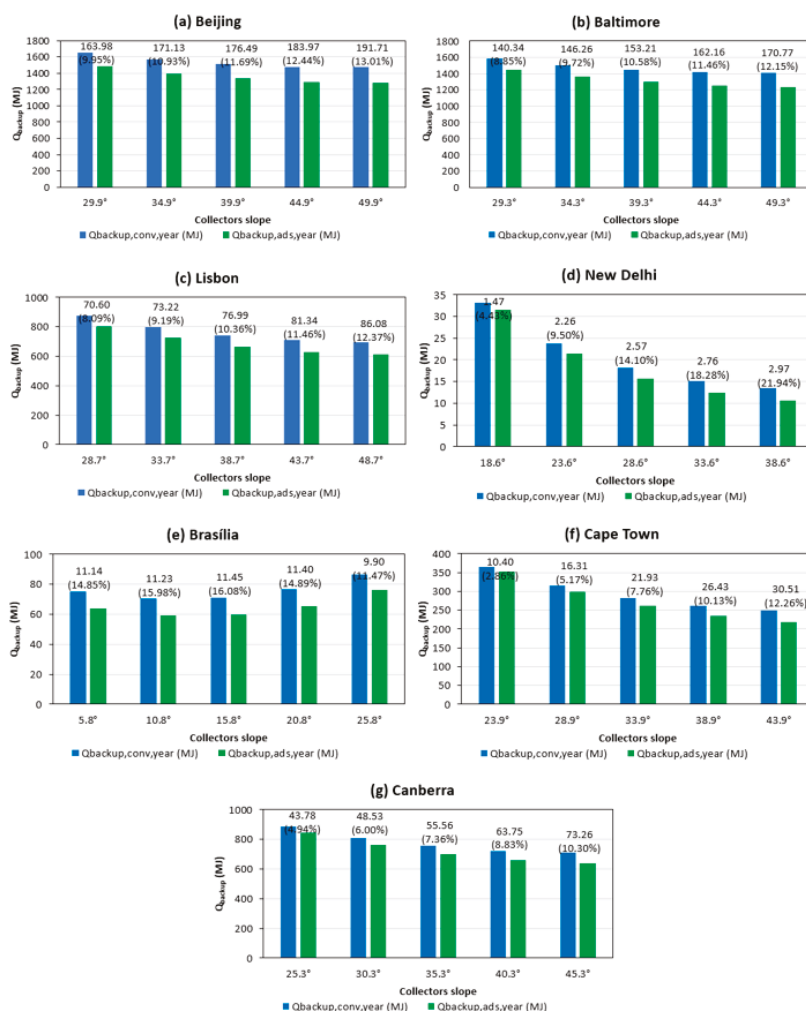 (a) Beijing
163.98 171.13 176.49 183.97 191.71
(9.95%) (10.93%) (11.69%) (12.44%) (13.01%)
1800
1600
1400
1200
1000
800
600
400
200
0
Qbackup (MJ)
29.9° 34.9° 39.9° 44.9° 49.9°
Collectors slope
Qbackup,conv,year (MJ) Qbackup,ads,year (MJ)
(b) Baltimore
140.34 146.26 153.21 162.16 170.77
(8.85%) (9.72%) (10.58%) (11.46%) (12.15%)
1800
1600
1400
1200
1000
800
600
400
200
0
Qbackup (MJ)
29.3° 34.3° 39.3° 44.3° 49.3°
Collectors slope
Qbackup,conv,year (MJ) Qbackup,ads,year (MJ)
(c) Lisbon
70.60 73.22 76.99 81.34 86.08
(8.09%) (9.19%) (10.36%) (11.46%) (12.37%)
1000
800
600
400
200
0
Qbackup (MJ)
28.7° 33.7° 38.7° 43.7° 48.7°
Collectors slope
Qbackup,conv,year (MJ) Qbackup,ads,year (MJ)
(d) New Delhi
1.47 2.26 2.57 2.76 2.97
(4.43%) (9.50%) (14.10%) (18.28%) (21.94%)
35
30
25
20
15
10
5
0
Qbackup (MJ)
18.6° 23.6° 28.6° 33.6° 38.6°
Collectors slope
Qbackup,conv,year (MJ) Qbackup,ads,year (MJ)
(e) Brasília
11.14 11.23 11.45 11.40 9.90
(14.85%) (15.98%) (16.08%) (14.89%) (11.47%)
100
80
60
40
20
0
Qbackup (MJ)
5.8° 10.8° 15.8° 20.8° 25.8°
Collectors slope
Qbackup,conv,year (MJ) Qbackup,ads,year (MJ)
(f) Cape Town
10.40 16.31 21.93 26.43 30.51
(2.86%) (5.17%) (7.76%) (10.13%) (12.26%)
400
350
300
250
200
150
100
50
0
Qbackup (MJ)
23.9° 28.9° 33.9° 38.9° 43.9°
Collectors slope
Qbackup,conv,year (MJ) Qbackup,ads,year (MJ)
(g) Canberra
43.78 48.53 55.56 63.75 73.26
(4.94%) (6.00%) (7.36%) (8.83%) (10.30%)
1000
800
600
400
200
0
Qbackup (MJ)
25.3° 30.3° 35.3° 40.3° 45.3°
Collectors slope
Qbackup,conv,year (MJ) Qbackup,ads,year (MJ)